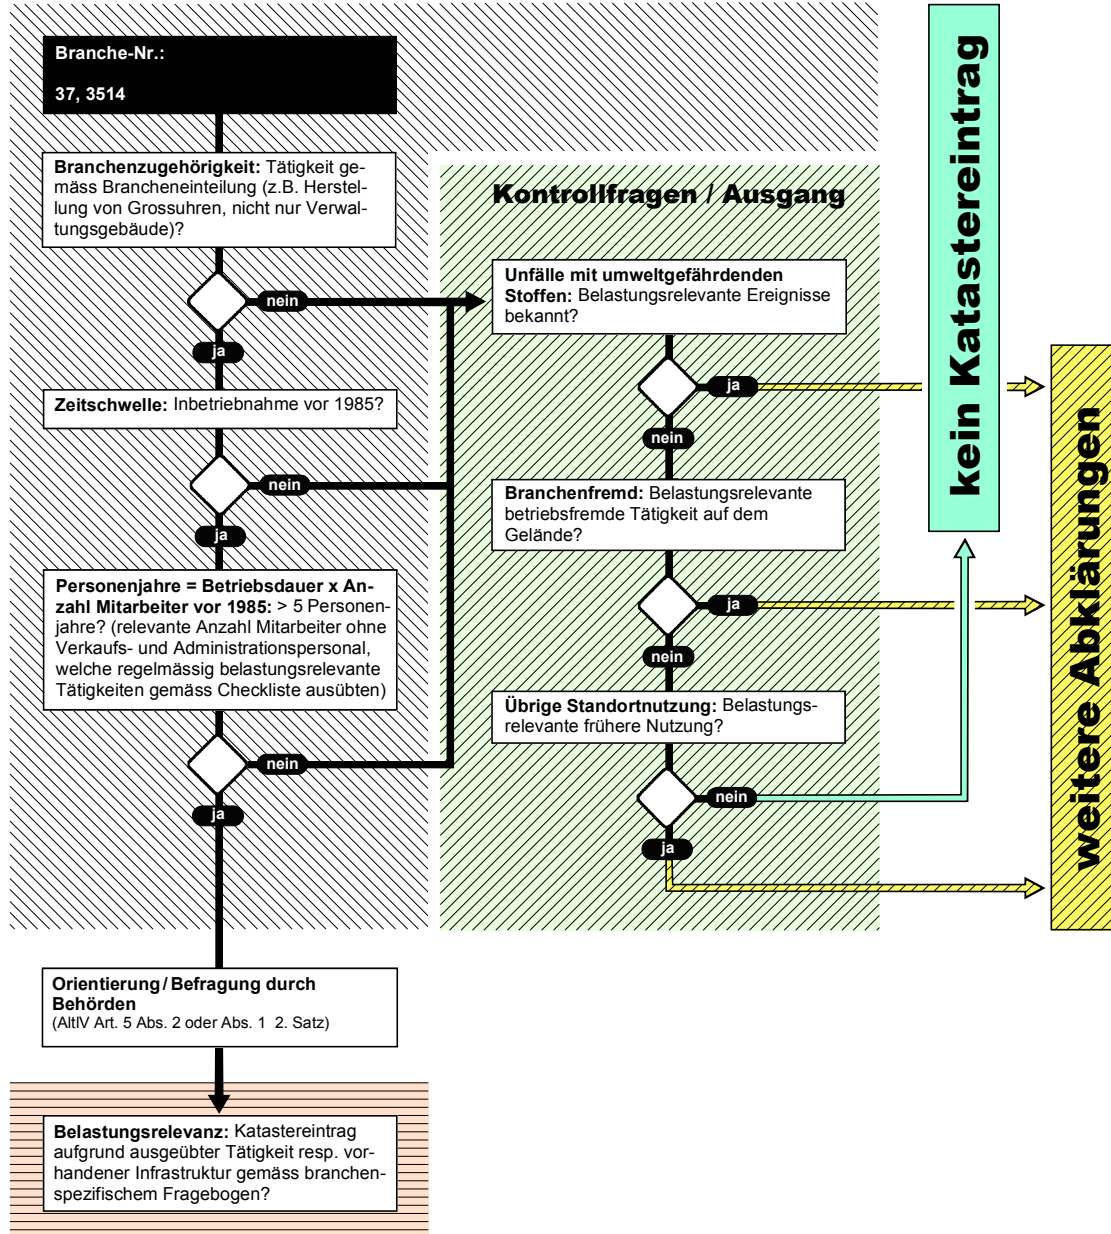 Branche-Nr.:
37, 3514
Branchenzugehörigkeit: Tätigkeit ge-
mäss Brancheneinteilung (z.B. Herstel-
lung von Grossuhren, nicht nur Verwal-
tungsgebäude)?
nein
ja
Zeitschwelle: Inbetriebnahme vor 1985?
nein
ja
Personenjahre = Betriebsdauer x An-
zahl Mitarbeiter vor 1985: > 5 Personen-
jahre? (relevante Anzahl Mitarbeiter ohne
Verkaufs- und Administrationspersonal,
welche regelmässig belastungsrelevante
Tätigkeiten gemäss Checkliste ausübten)
nein
ja
Orientierung / Befragung durch
Behörden
(AltlV Art. 5 Abs. 2 oder Abs. 1 2. Satz)
Belastungsrelevanz: Katastereintrag
aufgrund ausgeübter Tätigkeit resp. vor-
handener Infrastruktur gemäss branchen-
spezifischem Fragebogen?
Kontrollfragen / Ausgang
Unfälle mit umweltgefährdenden
Stoffen: Belastungsrelevante Ereignisse
bekannt?
ja
nein
Branchenfremd: Belastungsrelevante
betriebsfremde Tätigkeit auf dem
Gelände?
ja
nein
Übrige Standortnutzung: Belastungs-
relevante frühere Nutzung?
nein
ja
kein Katastereintrag
weitere Abklärungen